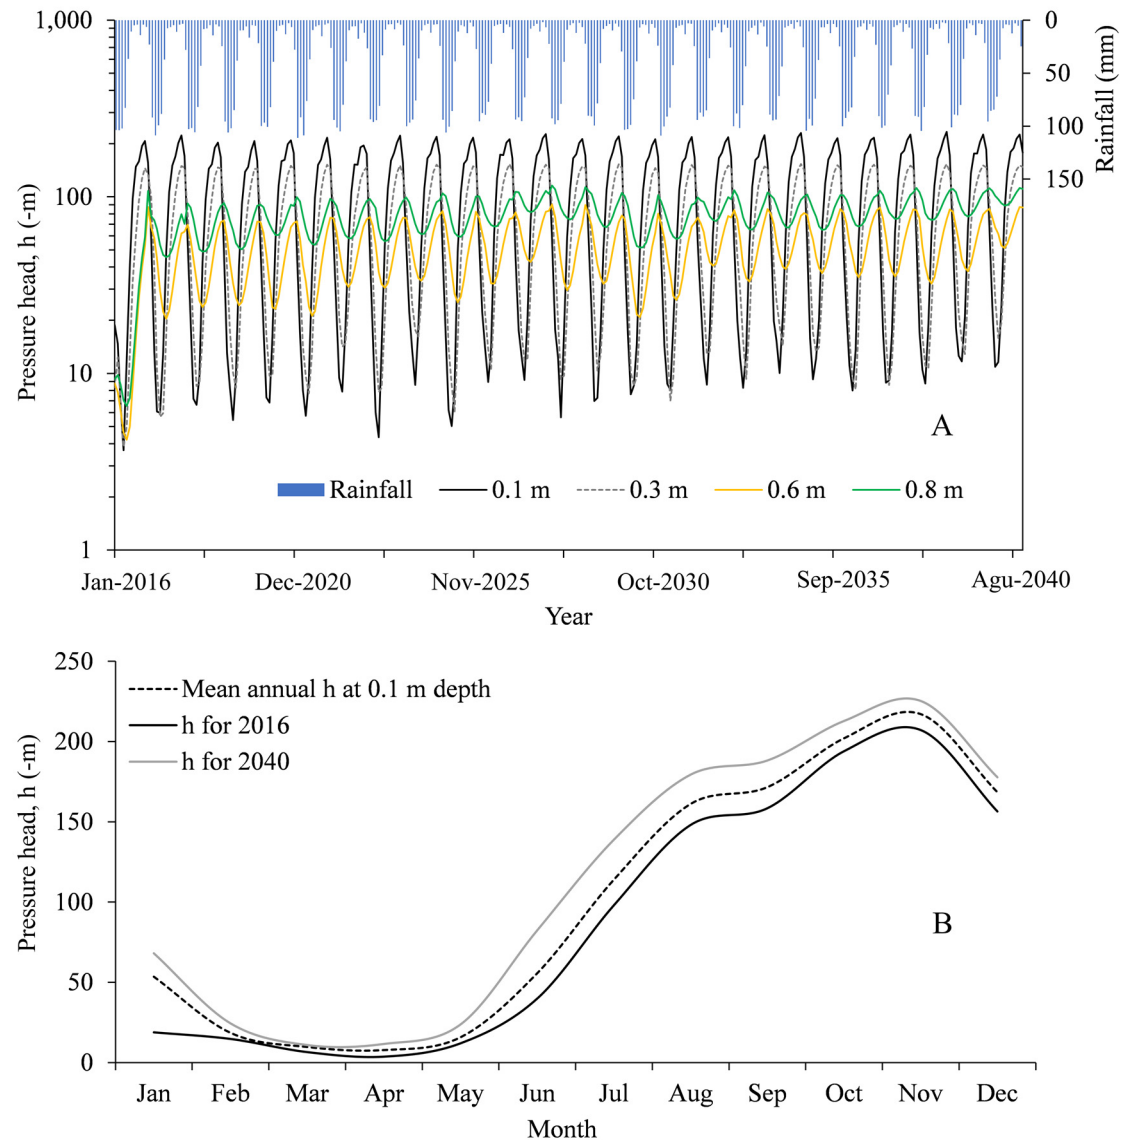 1,000
100
10
1
Pressure head, h (-m)
0
50
100
150
Rainfall (mm)
A
Rainfall 0.1 m 0.3 m 0.6 m 0.8 m
Jan-2016 Dec-2020 Nov-2025 Oct-2030 Sep-2035 Agu-2040
Year
250
200
150
100
50
0
Pressure head, h (-m)
Mean annual h at 0.1 m depth
h for 2016
h for 2040
B
Jan Feb Mar Apr May Jun Jul Aug Sep Oct Nov Dec
Month